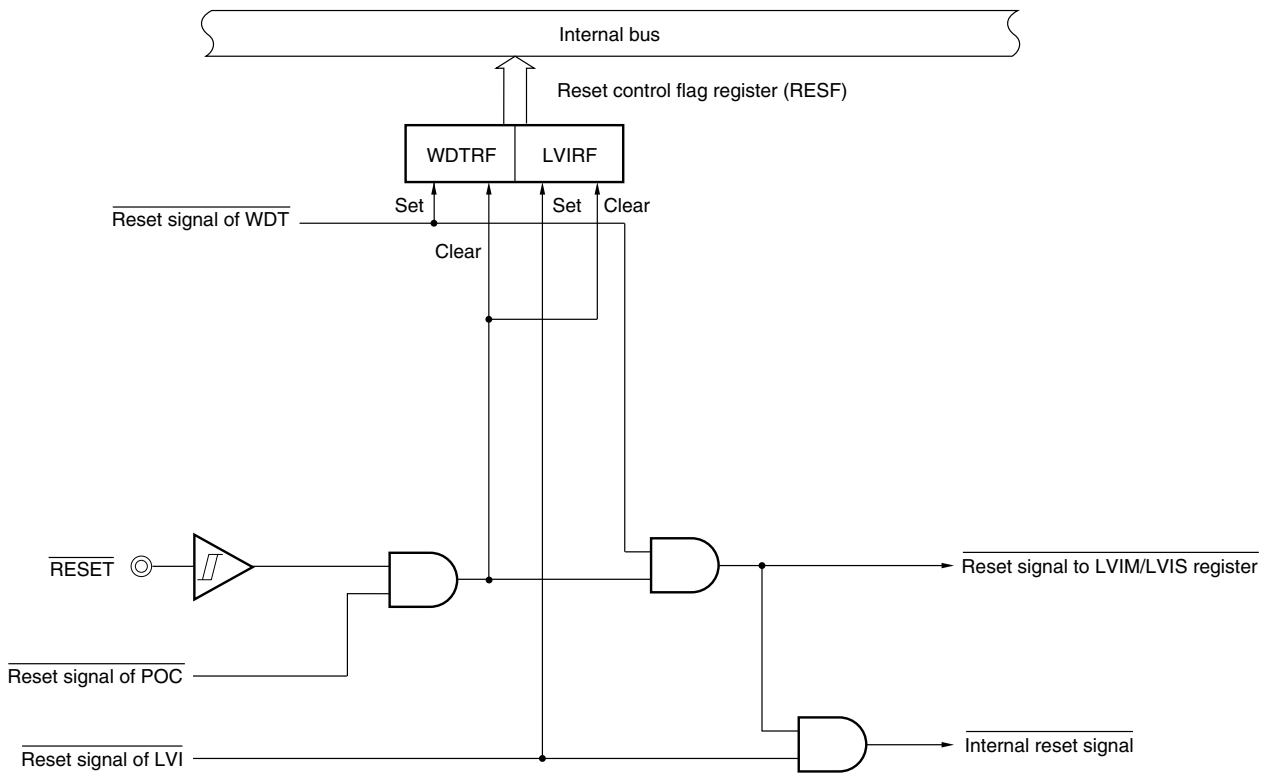 Internal bus
Reset control flag register (RESF)
WDTRF
LVIRF
Set
Set
Clear
Reset signal of WDT
Clear
RESET
Reset signal to LVIM/LVIS register
Reset signal of POC
Internal reset signal
Reset signal of LVI